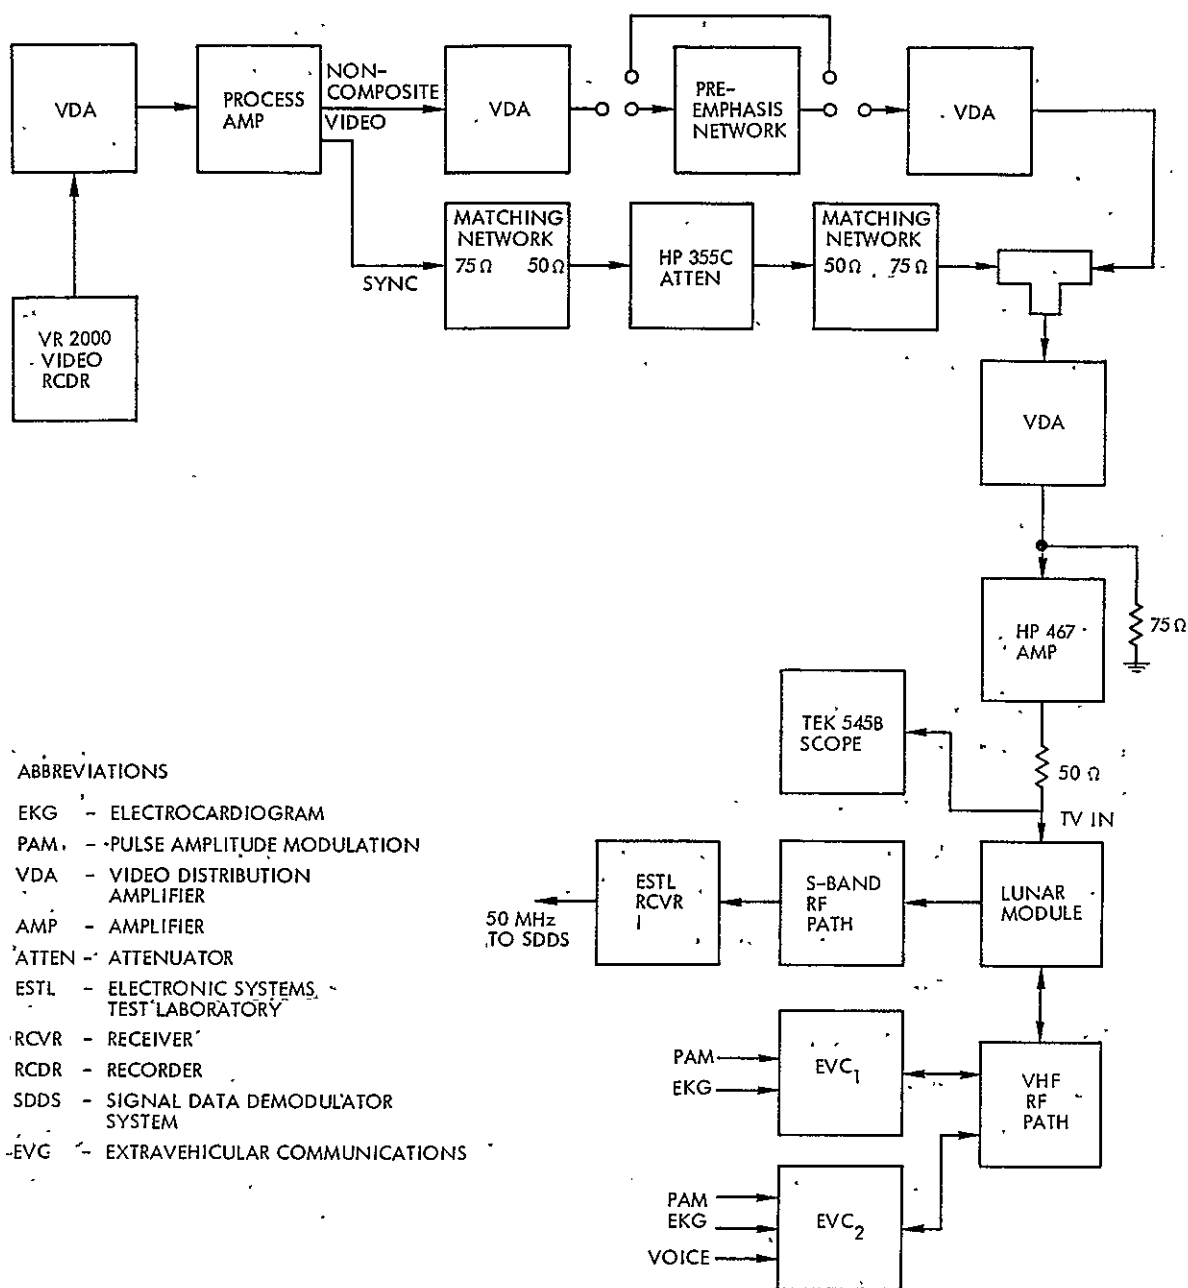 VDA
PROCESS
AMP
NON-
COMPOSITE
VIDEO
VDA
PRE-
EMPHASIS
NETWORK
VDA
SYNC
MATCHING
NETWORK
75 Ω 50 Ω
HP 355C
ATTEN
MATCHING
NETWORK
50 Ω 75 Ω
VR 2000
VIDEO
RCDR
VDA
HP 467
AMP
75 Ω
TEK 545B
SCOPE
50 Ω
TV IN
LUNAR
MODULE
S-BAND
RF
PATH
ESTL
RCVR
50 MHz
TO SDDS
PAM
EKG
EVC1
VHF
RF
PATH
PAM
EKG
VOICE
EVC2
ABBREVIATIONS
EKG - ELECTROCARDIOGRAM
PAM - PULSE AMPLITUDE MODULATION
VDA - VIDEO DISTRIBUTION
AMPLIFIER
AMP - AMPLIFIER
ATTEN - ATTENUATOR
ESTL - ELECTRONIC SYSTEMS
TEST LABORATORY
RCVR - RECEIVER
RCDR - RECORDER
SDDS - SIGNAL DATA DEMODULATOR
SYSTEM
EVG - EXTRAVEHICULAR COMMUNICATIONS